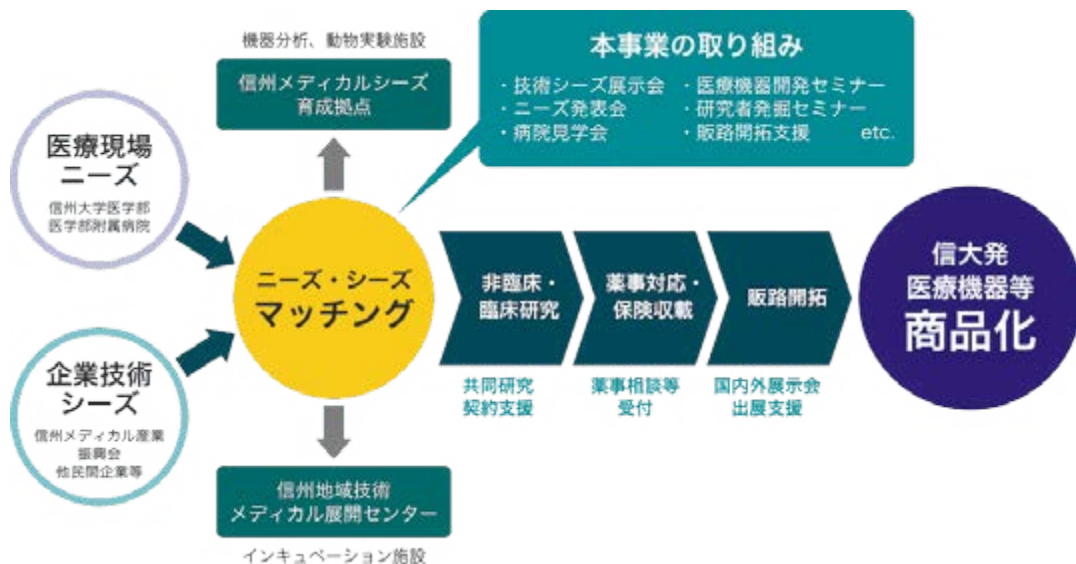 機器分析、動物実験施設
信州メディカルシーズ
育成拠点
本事業の取り組み
・技術シーズ展示会
・ニーズ発表会
・病院見学会
・医療機器開発セミナー
・研究者発掘セミナー
・販路開拓支援 etc.
医療現場
ニーズ
信州大学医学部
医学部附属病院
企業技術
シーズ
信州メディカル産業
振興会
他民間企業等
ニーズ・シーズ
マッチング
非臨床・
臨床研究
共同研究
契約支援
薬事対応・
保険収載
薬事相談等
受付
販路開拓
国内外展示会
出展支援
信大発
医療機器等
商品化
信州地域技術
メディカル展開センター
インキュベーション施設